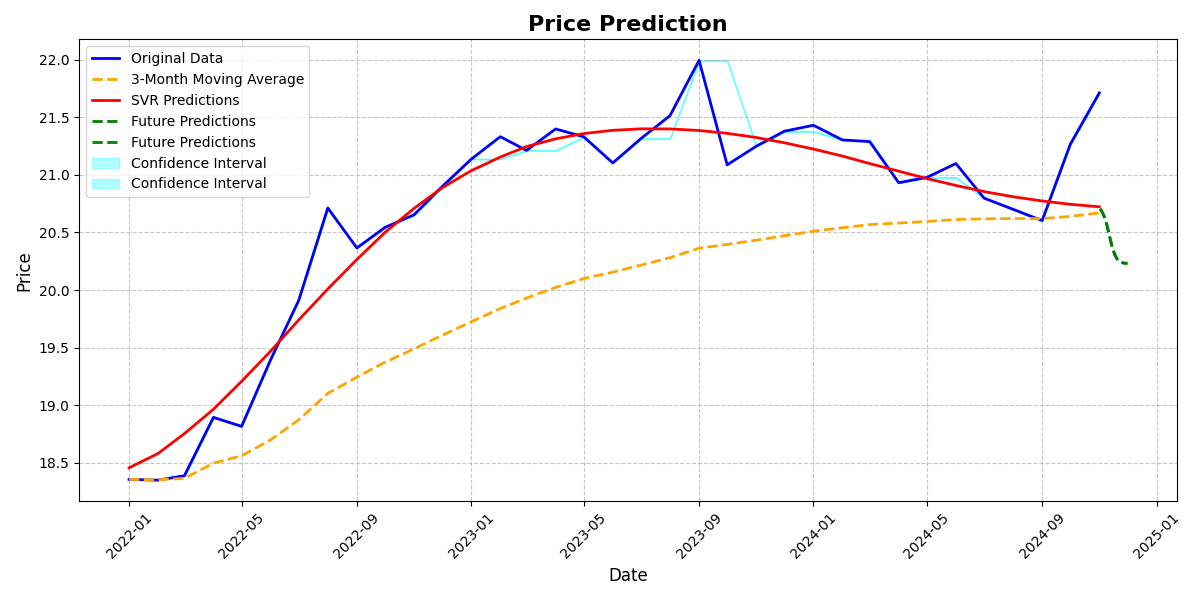 Price Prediction
22.0
21.5
21.0
20.5
20.0
19.5
19.0
18.5
Price
Original Data
3-Month Moving Average
SVR Predictions
Future Predictions
Future Predictions
Confidence Interval
Confidence Interval
2022-01
2022-05
2022-09
2023-01
2023-05
2023-09
2024-01
2024-05
2024-09
2025-01
Date